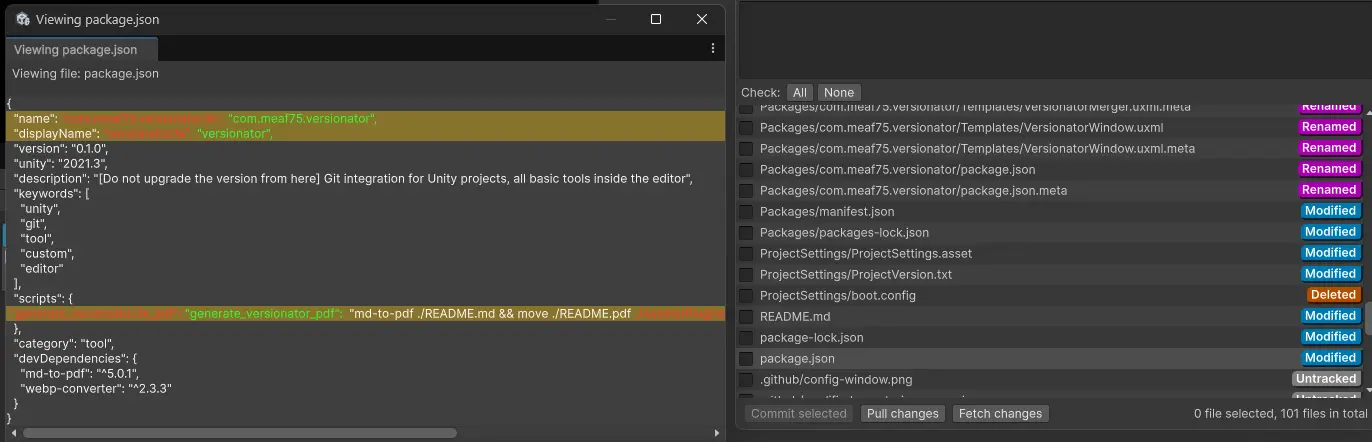 Viewing package.json
Viewing package.json
Viewing file: package.json
{
"name": "com.meaf75.versionator",
"displayName": "versionator",
"version": "0.1.0",
"unity": "2021.3",
"description": "[Do not upgrade the version from here] Git integration for Unity projects, all basic tools inside the editor",
"keywords": [
"unity",
"git",
"tool",
"custom",
"editor"
],
"scripts": {
"generate_versionator_pdf": "md-to-pdf ./README.md && move ./README.pdf
},
"category": "tool",
"devDependencies": {
"md-to-pdf": "^5.0.1",
"webp-converter": "^2.3.3"
}
}
Check: All None
Packages/com.meaf75.versionator/Templates/VersionatorMerger.uxml.meta Renamed
Packages/com.meaf75.versionator/Templates/VersionatorWindow.uxml Renamed
Packages/com.meaf75.versionator/Templates/VersionatorWindow.uxml.meta Renamed
Packages/com.meaf75.versionator/package.json Renamed
Packages/com.meaf75.versionator/package.json.meta Renamed
Packages/manifest.json Modified
Packages/packages-lock.json Modified
ProjectSettings/ProjectSettings.asset Modified
ProjectSettings/ProjectVersion.txt Modified
ProjectSettings/boot.config Deleted
README.md Modified
package-lock.json Modified
package.json Modified
.github/config-window.png Untracked
Untracked
Commit selected Pull changes Fetch changes 0 file selected, 101 files in total